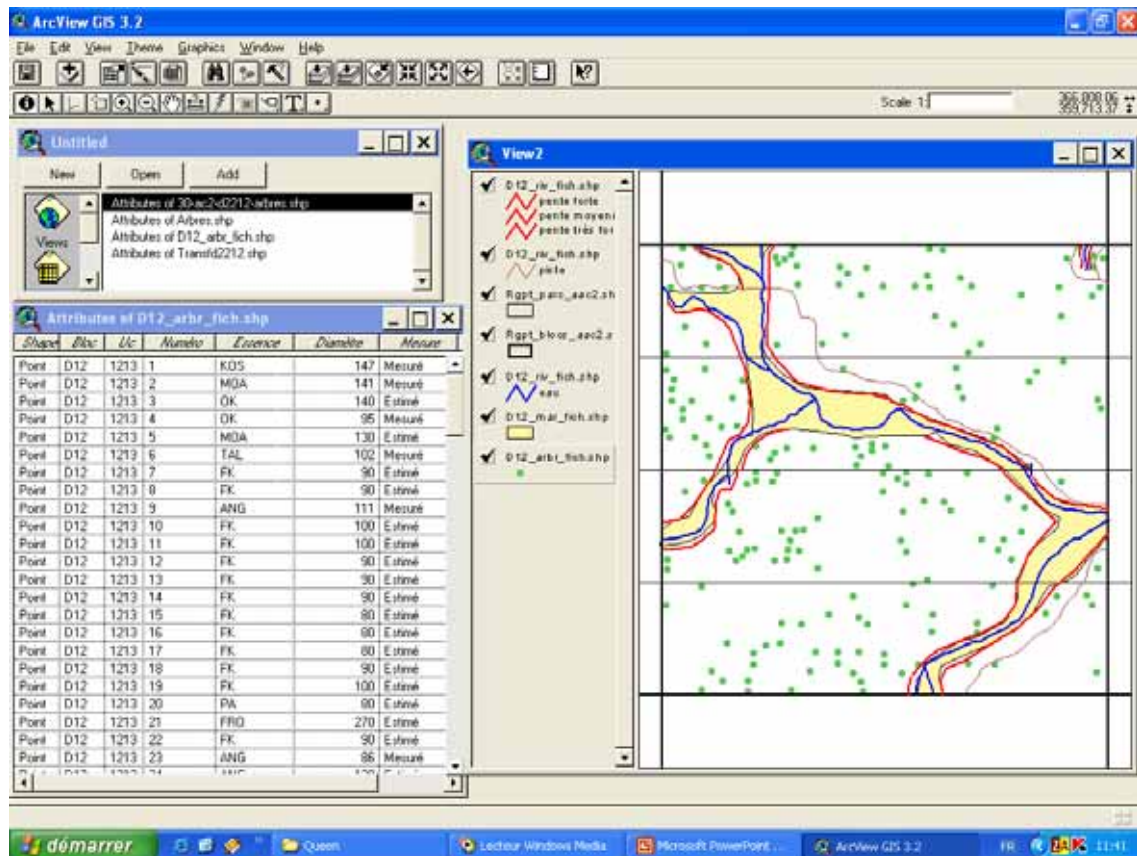 ArcView GIS 3.2
File Edit View Theme Graphics Window Help
Scale 1:
366,808.06
359,713.37
Untitled
New Open Add
Views
Attributes of 30-ac2-d2212-arbres.shp
Attributes of Arbres.shp
Attributes of D12_arbr_fich.shp
Attributes of Transfd2212.shp
Attributes of D12_arbr_fich.shp
Shape Bloc Uc Numéro Essence Diamètre Mesure
Point D12 1213 1 KOS 147 Mesuré
Point D12 1213 2 MOA 141 Mesuré
Point D12 1213 3 OK 140 Estimé
Point D12 1213 4 OK 95 Mesuré
Point D12 1213 5 MOA 130 Estimé
Point D12 1213 6 TAL 102 Mesuré
Point D12 1213 7 FK 90 Estimé
Point D12 1213 8 FK 90 Estimé
Point D12 1213 9 ANG 111 Mesuré
Point D12 1213 10 FK 100 Estimé
Point D12 1213 11 FK 100 Estimé
Point D12 1213 12 FK 90 Estimé
Point D12 1213 13 FK 90 Estimé
Point D12 1213 14 FK 90 Estimé
Point D12 1213 15 FK 80 Estimé
Point D12 1213 16 FK 80 Estimé
Point D12 1213 17 FK 80 Estimé
Point D12 1213 18 FK 90 Estimé
Point D12 1213 19 FK 100 Estimé
Point D12 1213 20 PA 80 Estimé
Point D12 1213 21 FRO 270 Estimé
Point D12 1213 22 FK 90 Estimé
Point D12 1213 23 ANG 86 Mesuré
View2
D12_riv_fich.shp
pente forte
pente moyenn
pente très for
D12_riv_fich.shp
piste
Rgpt_parc_aac2.sh
Rgpt_bloc_aac2.s
D12_riv_fich.shp
eau
D12_mar_fich.shp
D12_arbr_fich.shp
démarrer
Queen
Lecteur Windows Media
Microsoft PowerPoint ...
ArcView GIS 3.2
FR
11:41